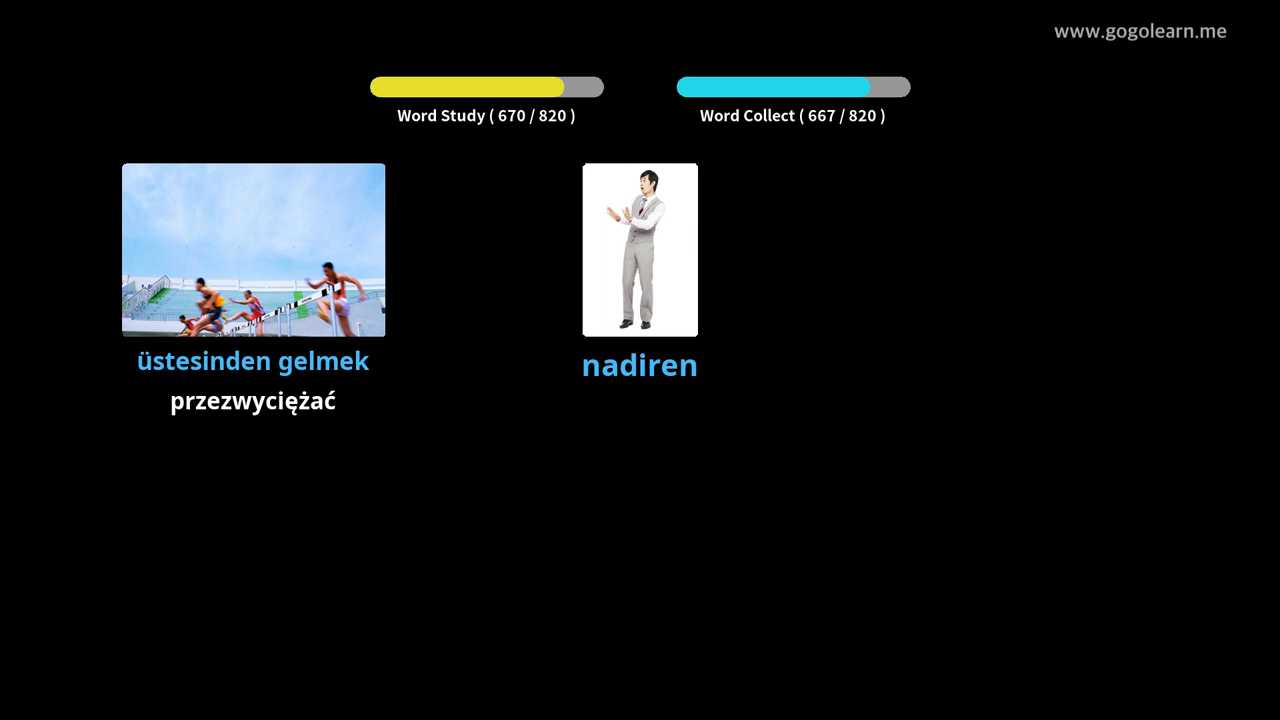 www.gogolearn.me
Word Study ( 670 / 820 )
Word Collect ( 667 / 820 )
üstesinden gelmek
przezwyciężać
nadiren